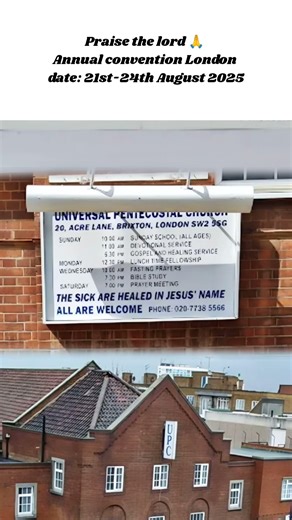 Praise the lord 🙏
Annual convention London
date: 21st-24th August 2025
UNIVERSAL PENTECOSTAL CHURCH
20, ACRE LANE, BRIXTON, LONDON SW2 5SG
SUNDAY 10.00 AM - SUNDAY SCHOOL (ALL AGES)
11.00 AM - DEVOTIONAL SERVICE
6.30 PM - GOSPEL AND HEALING SERVICE
MONDAY 12.30 PM - LUNCH TIME FELLOWSHIP
WEDNESDAY 10.00 AM - FASTING PRAYERS
7.30 PM - BIBLE STUDY
SATURDAY 7.00 PM - PRAYER MEETING
THE SICK ARE HEALED IN JESUS' NAME
ALL ARE WELCOME PHONE: 020-7738 5566
UPC